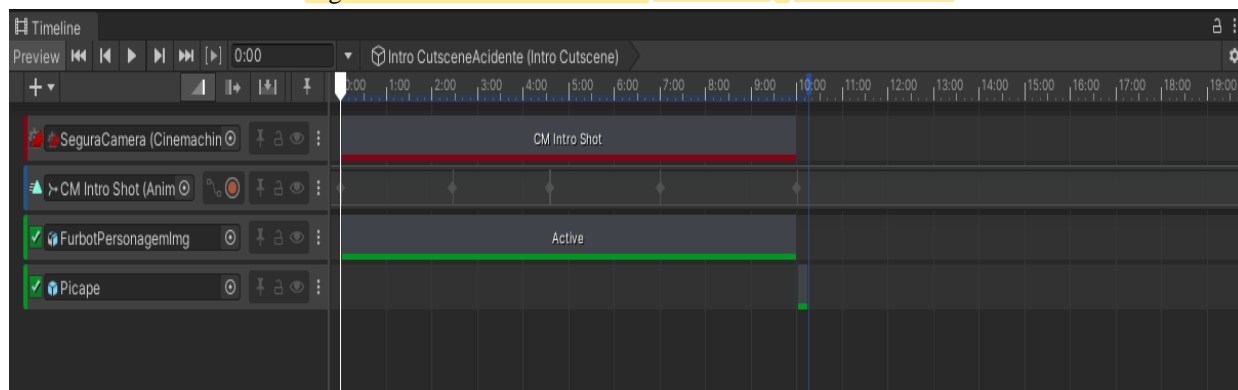 Timeline
Preview 0:00 Intro CutsceneAcidente (Intro Cutscene)
0:00 1:00 2:00 3:00 4:00 5:00 6:00 7:00 8:00 9:00 10:00 11:00 12:00 13:00 14:00 15:00 16:00 17:00 18:00 19:00
SeguraCamera (Cinemachin CM Intro Shot
CM Intro Shot (Anim
FurbotPersonagemImg Active
Picape